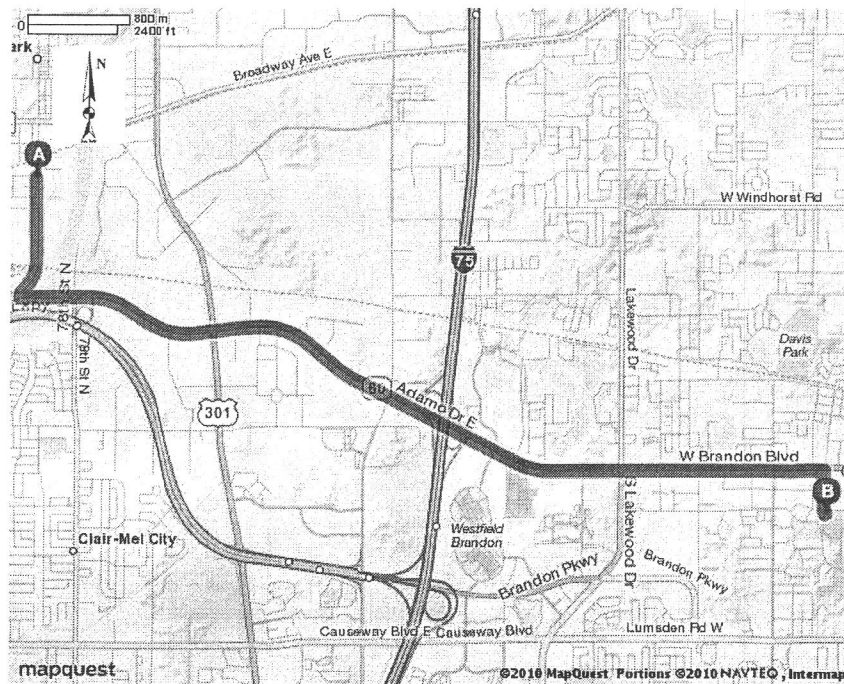 0
800 m
2400 ft
ark
N
Broadway Ave E
A
W Windhorst Rd
75
N 78th St
78th St N
Lakewood Dr
Davis
Park
60
Adamo Dr E
301
W Brandon Blvd
B
S Lakewood Dr
Clair-Mel City
Westfield
Brandon
Brandon Pkwy
Brandon Pkwy
Causeway Blvd E Causeway Blvd
Lumsden Rd W
mapquest
©2010 MapQuest Portions ©2010 NAVTEQ, Intermap